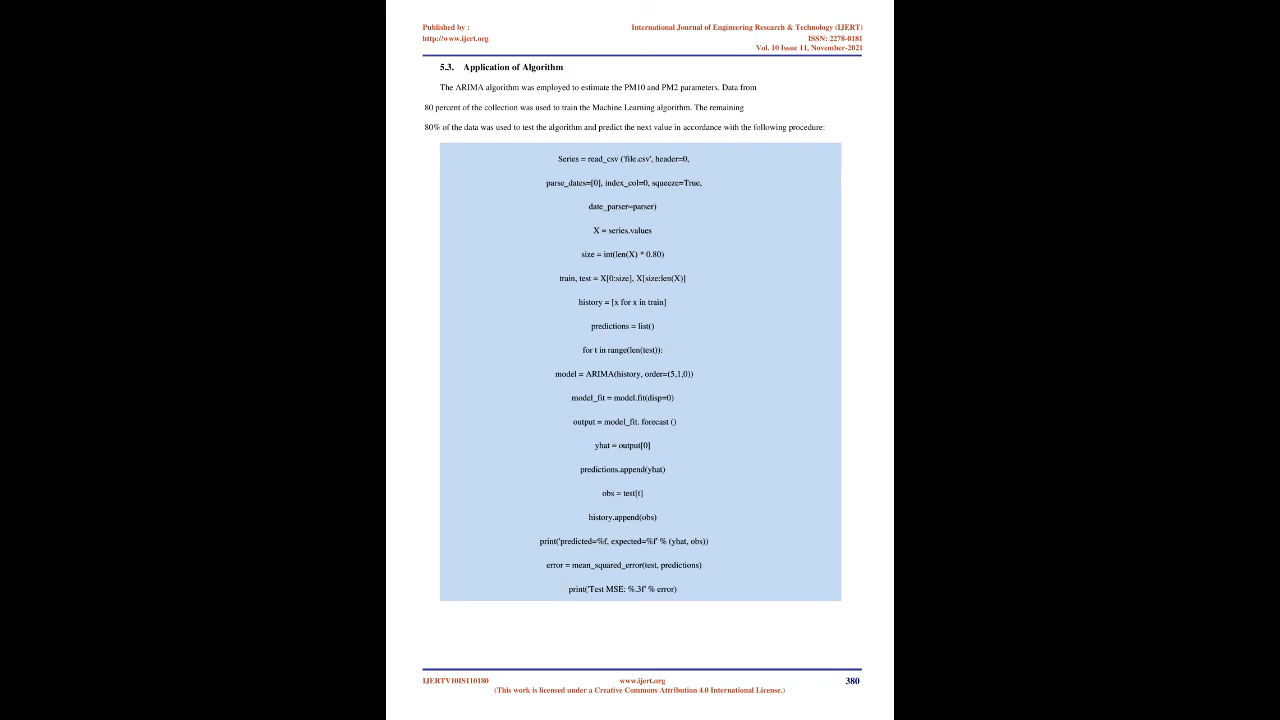 Published by :
http://www.ijert.org
International Journal of Engineering Research & Technology (IJERT)
ISSN: 2278-0181
Vol. 10 Issue 11, November-2021
5.3. Application of Algorithm
The ARIMA algorithm was employed to estimate the PM10 and PM2 parameters. Data from
80 percent of the collection was used to train the Machine Learning algorithm. The remaining
80% of the data was used to test the algorithm and predict the next value in accordance with the following procedure:
Series = read_csv ('file.csv', header=0,
parse_dates=[0], index_col=0, squeeze=True,
date_parser=parser)
X = series.values
size = int(len(X) * 0.80)
train, test = X[0:size], X[size:len(X)]
history = [x for x in train]
predictions = list()
for t in range(len(test)):
model = ARIMA(history, order=(5,1,0))
model_fit = model.fit(disp=0)
output = model_fit. forecast ()
yhat = output[0]
predictions.append(yhat)
obs = test[t]
history.append(obs)
print('predicted=%f, expected=%f' % (yhat, obs))
error = mean_squared_error(test, predictions)
print('Test MSE: %.3f' % error)
IJERTV10IS110180
www.ijert.org
380
(This work is licensed under a Creative Commons Attribution 4.0 International License.)